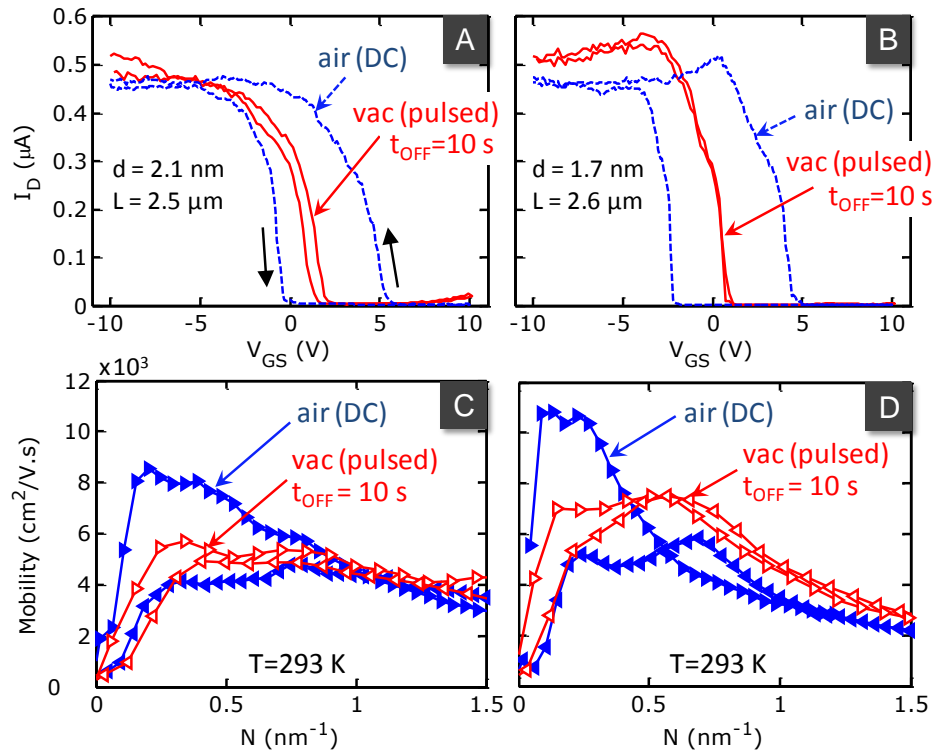 0.6
0.5
0.4
0.3
0.2
0.1
0
I_D (μA)
A
air (DC)
vac (pulsed)
t_OFF=10 s
d = 2.1 nm
L = 2.5 μm
-10
-5
0
5
10
V_GS (V)
B
air (DC)
vac (pulsed)
t_OFF=10 s
d = 1.7 nm
L = 2.6 μm
-10
-5
0
5
10
V_GS (V)
x10³
12
10
8
6
4
2
0
Mobility (cm²/V.s)
C
air (DC)
vac (pulsed)
t_OFF = 10 s
T=293 K
0
0.5
1
1.5
N (nm⁻¹)
D
air (DC)
vac (pulsed)
t_OFF = 10 s
T=293 K
0
0.5
1
1.5
N (nm⁻¹)